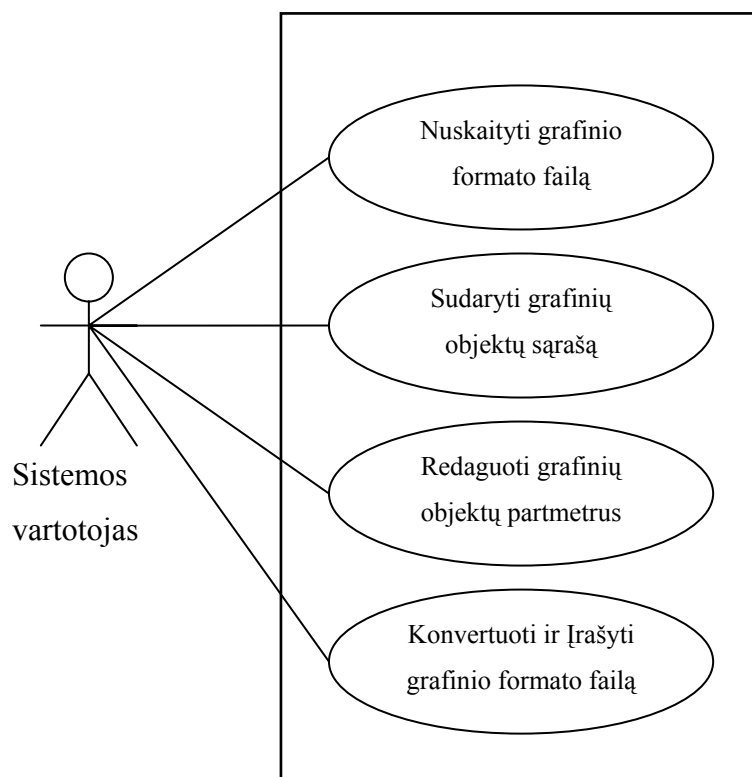 Nuskaityti grafinio
formato failą
Sudaryti grafinių
objektų sąrašą
Redaguoti grafinių
objektų partmetrus
Sistemos
vartotojas
Konvertuoti ir Įrašyti
grafinio formato failą